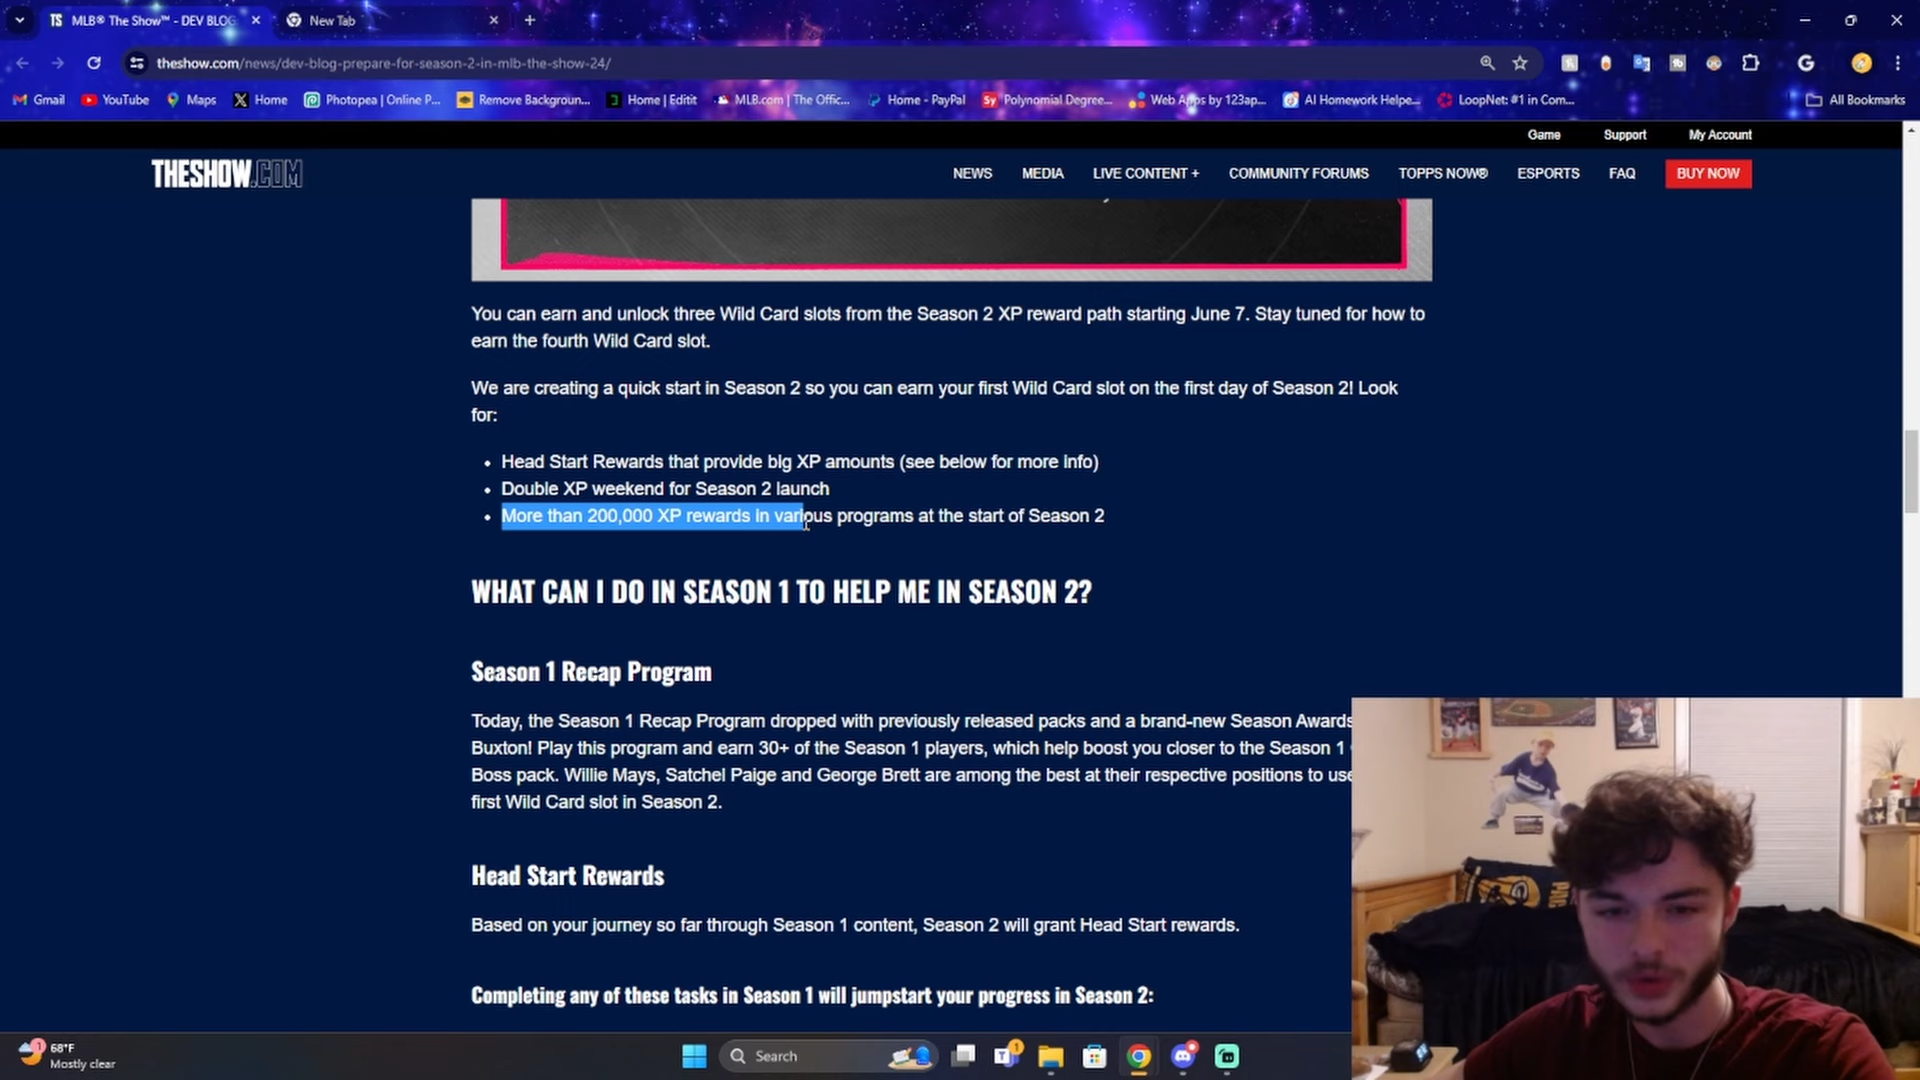 MLB® The Show™ - DEV BLOG
New Tab
theshow.com/news/dev-blog-prepare-for-season-2-in-mlb-the-show-24/
Gmail
YouTube
Maps
Home
Photopea | Online P...
Remove Backgroun...
Home | Editit
MLB.com | The Offic...
Home - PayPal
Polynomial Degree...
Web Apps by 123ap...
AI Homework Helpe...
LoopNet: #1 in Com...
All Bookmarks
Game
Support
My Account
THESHOW.COM
NEWS
MEDIA
LIVE CONTENT +
COMMUNITY FORUMS
TOPPS NOW®
ESPORTS
FAQ
BUY NOW
You can earn and unlock three Wild Card slots from the Season 2 XP reward path starting June 7. Stay tuned for how to
earn the fourth Wild Card slot.
We are creating a quick start in Season 2 so you can earn your first Wild Card slot on the first day of Season 2! Look
for:
• Head Start Rewards that provide big XP amounts (see below for more info)
• Double XP weekend for Season 2 launch
• More than 200,000 XP rewards in various programs at the start of Season 2
WHAT CAN I DO IN SEASON 1 TO HELP ME IN SEASON 2?
Season 1 Recap Program
Today, the Season 1 Recap Program dropped with previously released packs and a brand-new Season Awards
Buxton! Play this program and earn 30+ of the Season 1 players, which help boost you closer to the Season 1
Boss pack. Willie Mays, Satchel Paige and George Brett are among the best at their respective positions to use
first Wild Card slot in Season 2.
Head Start Rewards
Based on your journey so far through Season 1 content, Season 2 will grant Head Start rewards.
Completing any of these tasks in Season 1 will jumpstart your progress in Season 2:
68°F
Mostly clear
Search